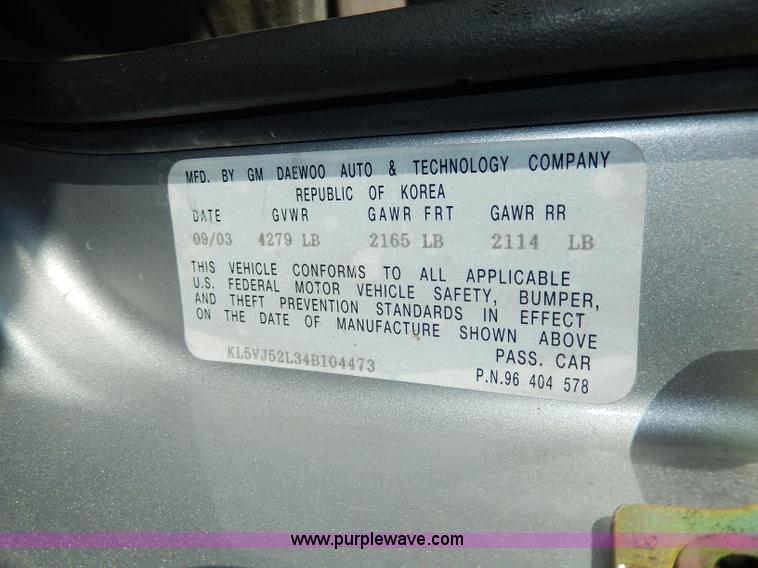 MFD. BY GM DAEWOO AUTO & TECHNOLOGY COMPANY
REPUBLIC OF KOREA
DATE GVWR GAWR FRT GAWR RR
09/03 4279 LB 2165 LB 2114 LB
THIS VEHICLE CONFORMS TO ALL APPLICABLE
U.S. FEDERAL MOTOR VEHICLE SAFETY, BUMPER,
AND THEFT PREVENTION STANDARDS IN EFFECT
ON THE DATE OF MANUFACTURE SHOWN ABOVE
KL5VJ52L34B104473 PASS. CAR
P.N.96 404 578
www.purplewave.com